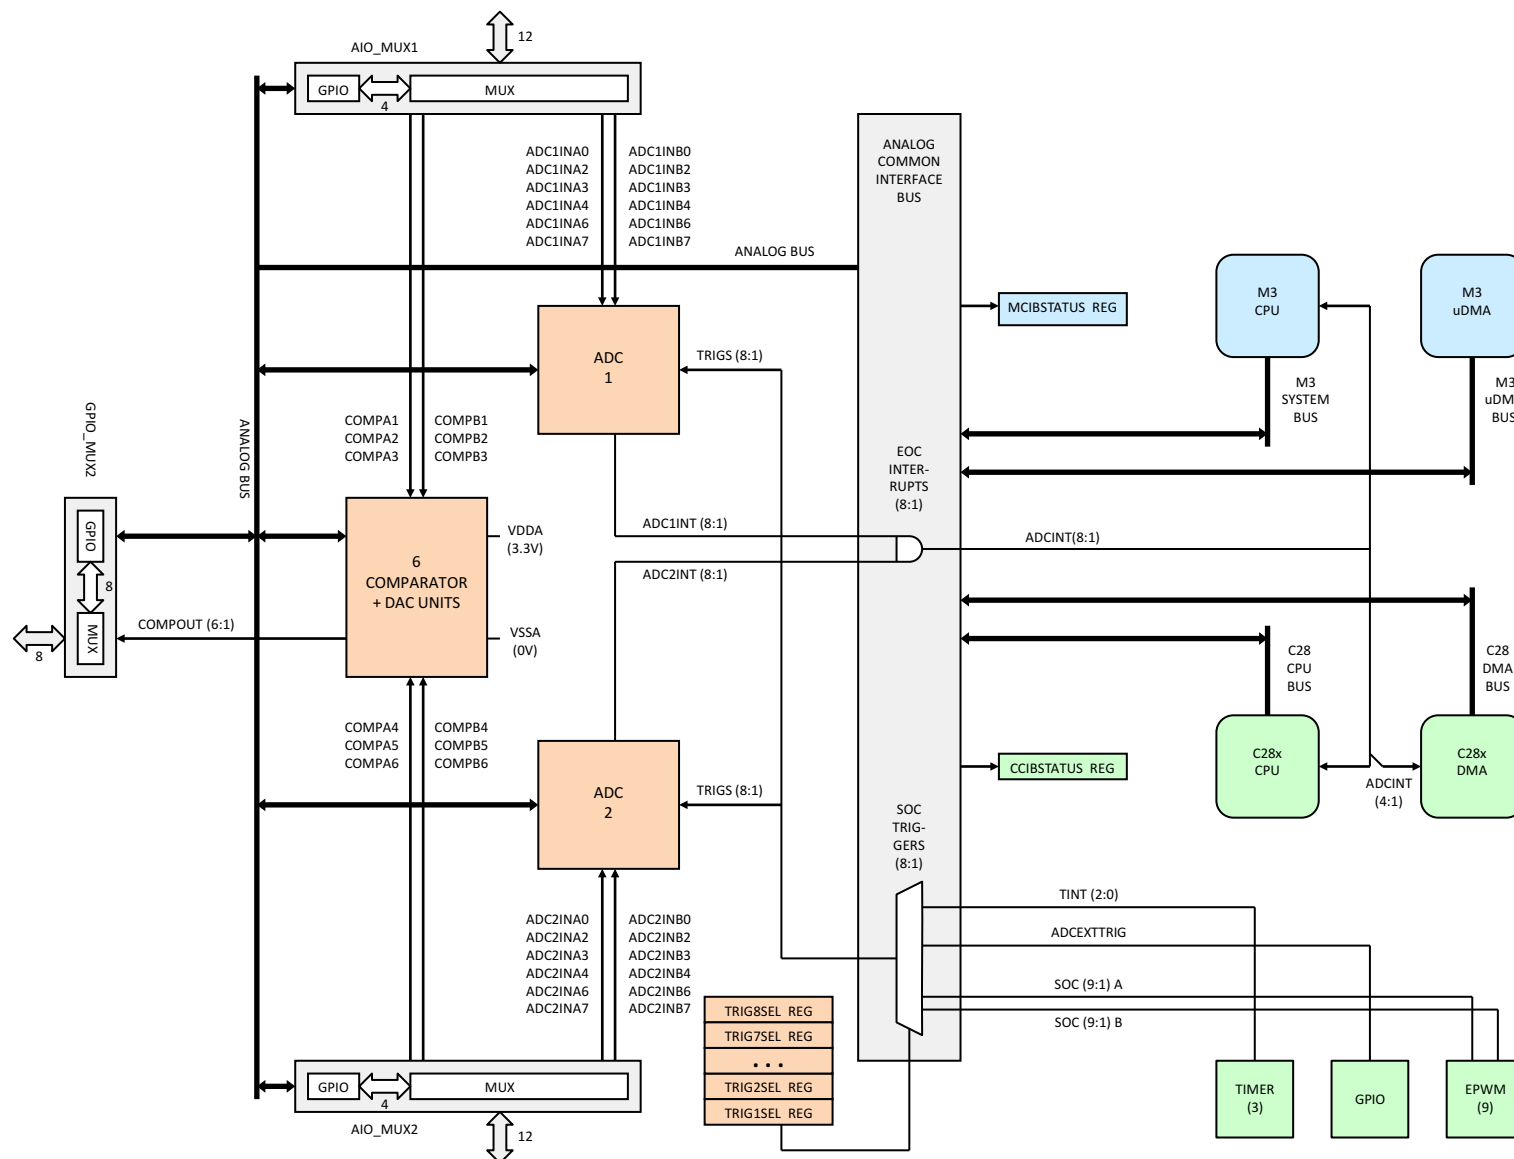 12
AIO_MUX1
GPIO
4
MUX
ADC1INA0
ADC1INA2
ADC1INA3
ADC1INA4
ADC1INA6
ADC1INA7
ADC1INB0
ADC1INB2
ADC1INB3
ADC1INB4
ADC1INB6
ADC1INB7
ANALOG
COMMON
INTERFACE
BUS
ANALOG BUS
MCIBSTATUS REG
M3
CPU
M3
uDMA
ADC
1
TRIGS (8:1)
M3
SYSTEM
BUS
M3
uDM
BUS
GPIO_MUX2
ANALOG BUS
COMPA1
COMPA2
COMPA3
COMPB1
COMPB2
COMPB3
EOC
INTER-
RUPTS
(8:1)
GPIO
8
MUX
8
COMPOUT (6:1)
6
COMPARATOR
+ DAC UNITS
VDDA
(3.3V)
VSSA
(0V)
ADC1INT (8:1)
ADC2INT (8:1)
ADCINT(8:1)
C28
CPU
BUS
C28
DMA
BUS
COMPA4
COMPA5
COMPA6
COMPB4
COMPB5
COMPB6
ADC
2
TRIGS (8:1)
CCIBSTATUS REG
C28x
CPU
C28x
DMA
ADCINT
(4:1)
SOC
TRIG-
GERS
(8:1)
TINT (2:0)
ADCEXTTRIG
SOC (9:1) A
SOC (9:1) B
ADC2INA0
ADC2INA2
ADC2INA3
ADC2INA4
ADC2INA6
ADC2INA7
ADC2INB0
ADC2INB2
ADC2INB3
ADC2INB4
ADC2INB6
ADC2INB7
TRIG8SEL REG
TRIG7SEL REG
...
TRIG2SEL REG
TRIG1SEL REG
GPIO
4
MUX
AIO_MUX2
12
TIMER
(3)
GPIO
EPWM
(9)